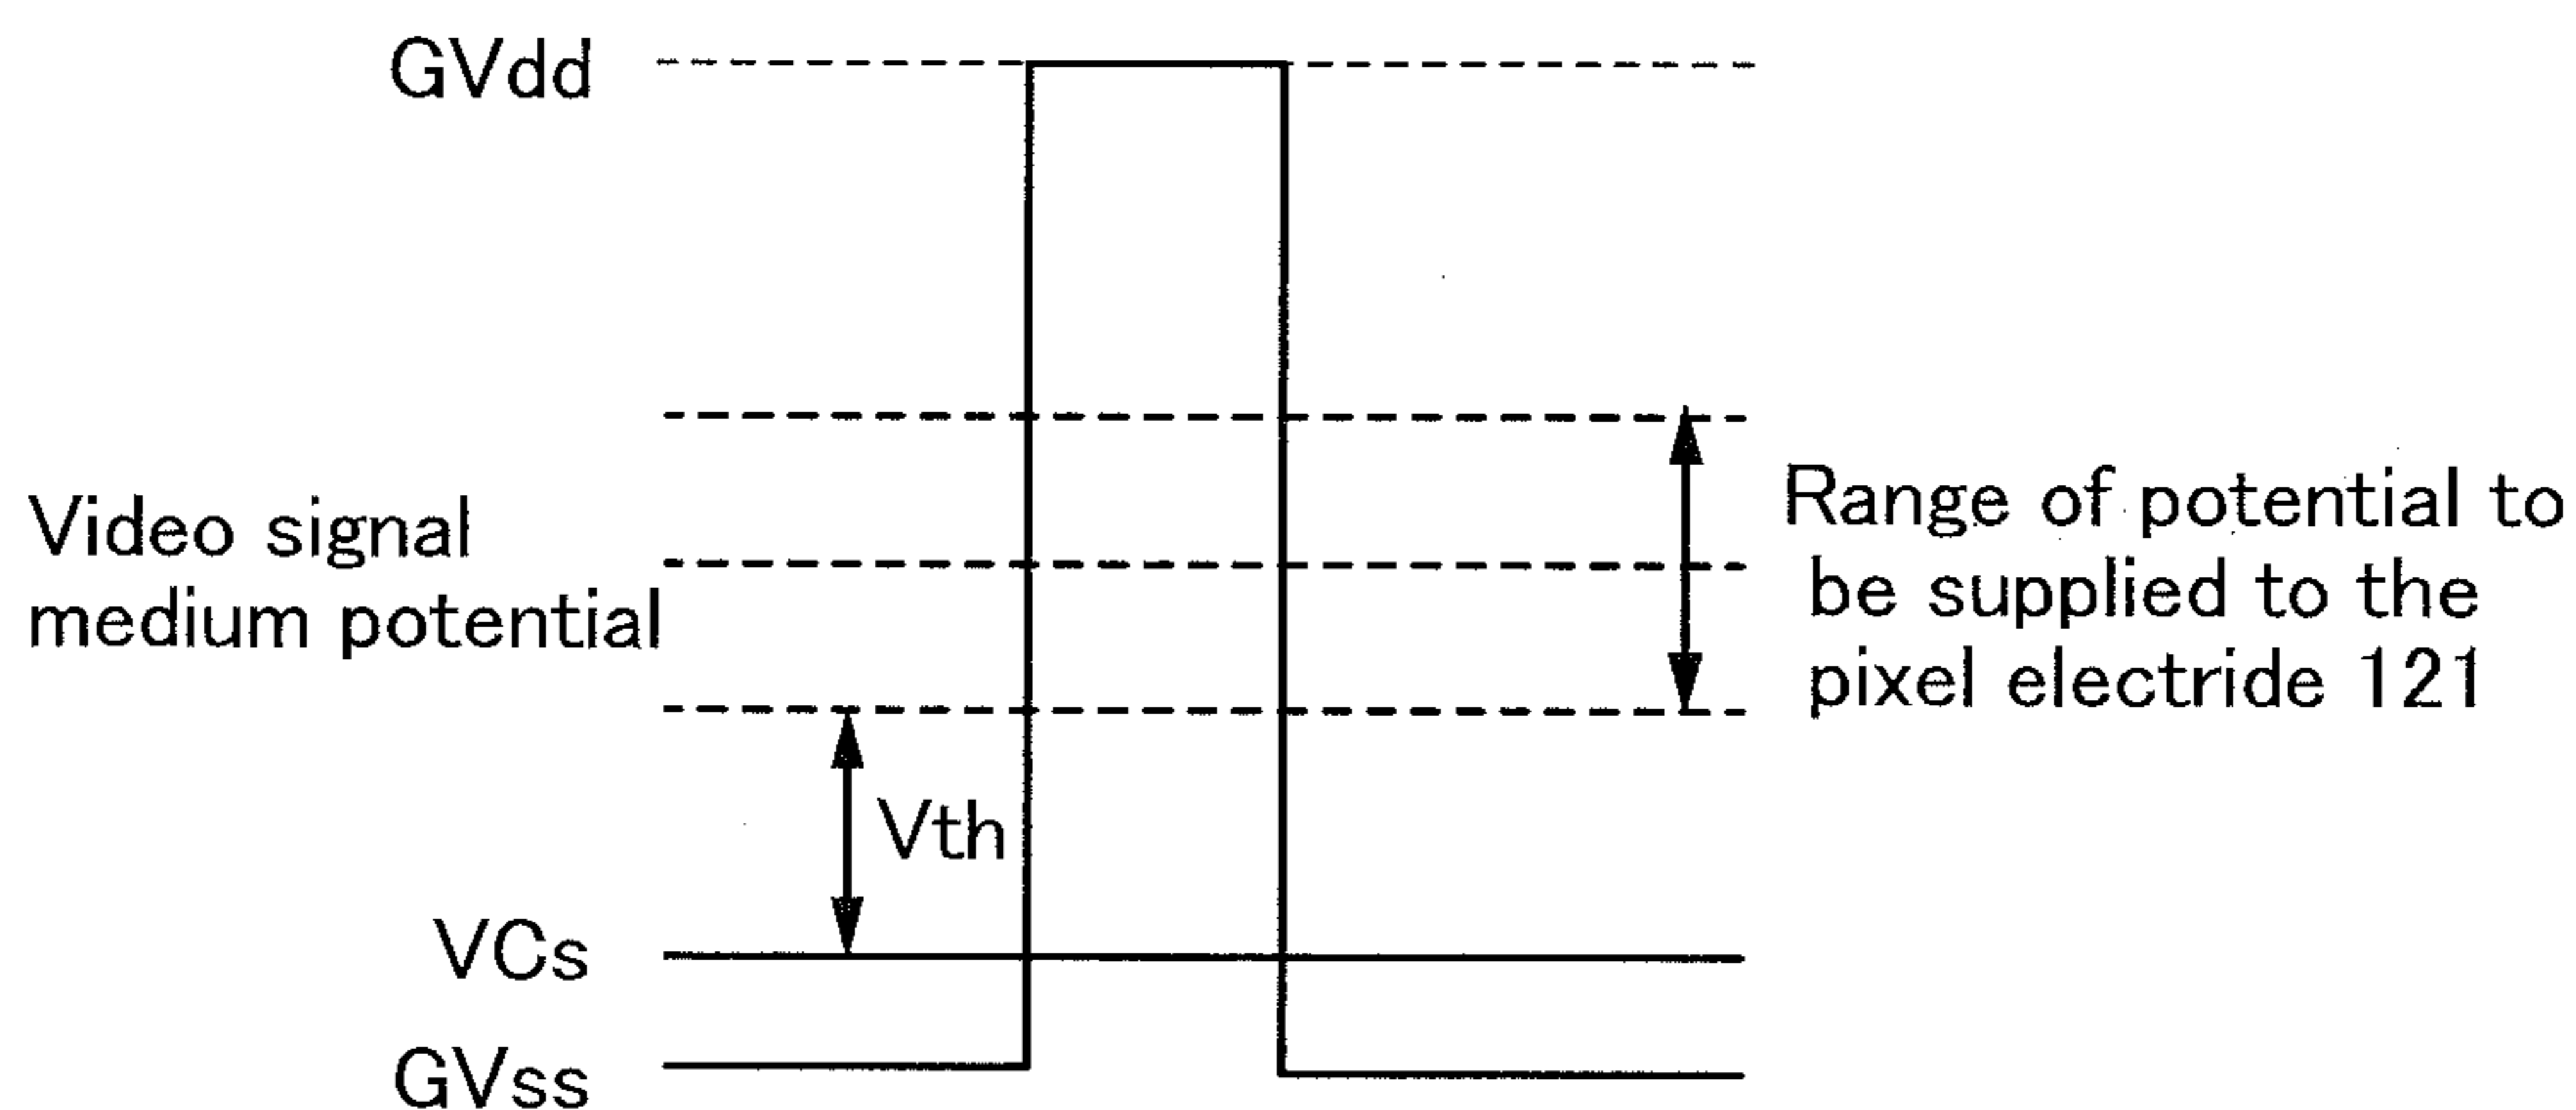 GVdd
Video signal
medium potential
Range of potential to
be supplied to the
pixel electride 121
Vth
VCs
GVss